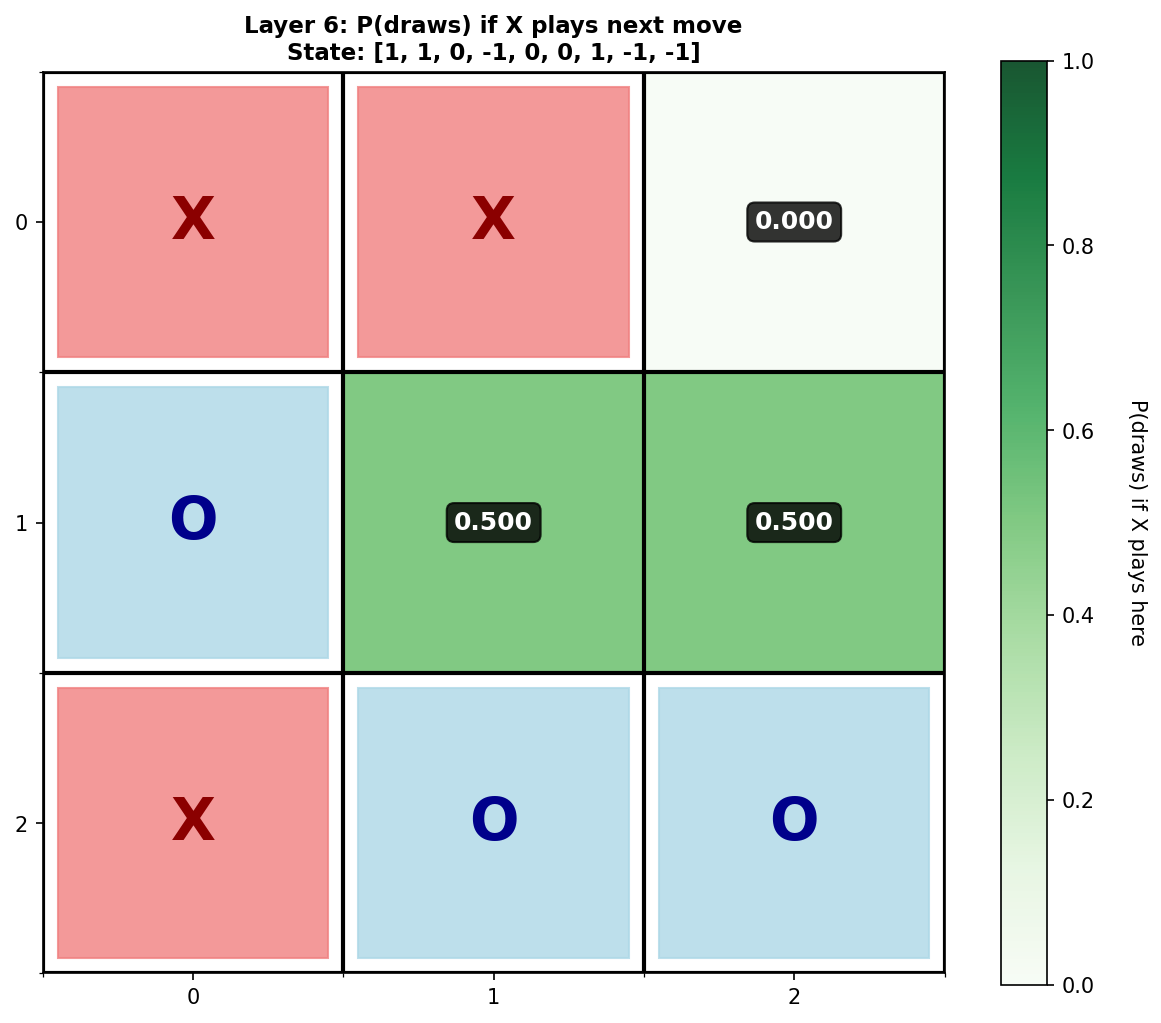 Layer 6: P(draws) if X plays next move
State: [1, 1, 0, -1, 0, 0, 1, -1, -1]
X
X
0.000
O
0.500
0.500
X
O
O
0
1
2
0
1
2
1.0
0.8
0.6
0.4
0.2
0.0
P(draws) if X plays here